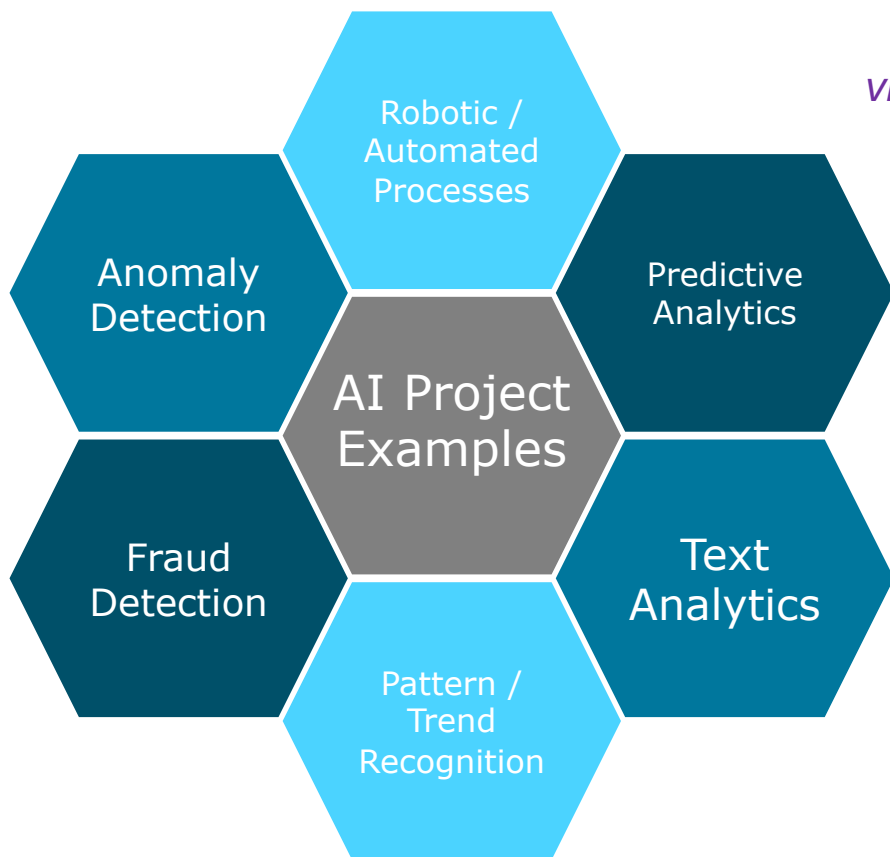 Robotic /
Automated
Processes
Anomaly
Detection
Predictive
Analytics
AI Project
Examples
Fraud
Detection
Text
Analytics
Pattern /
Trend
Recognition